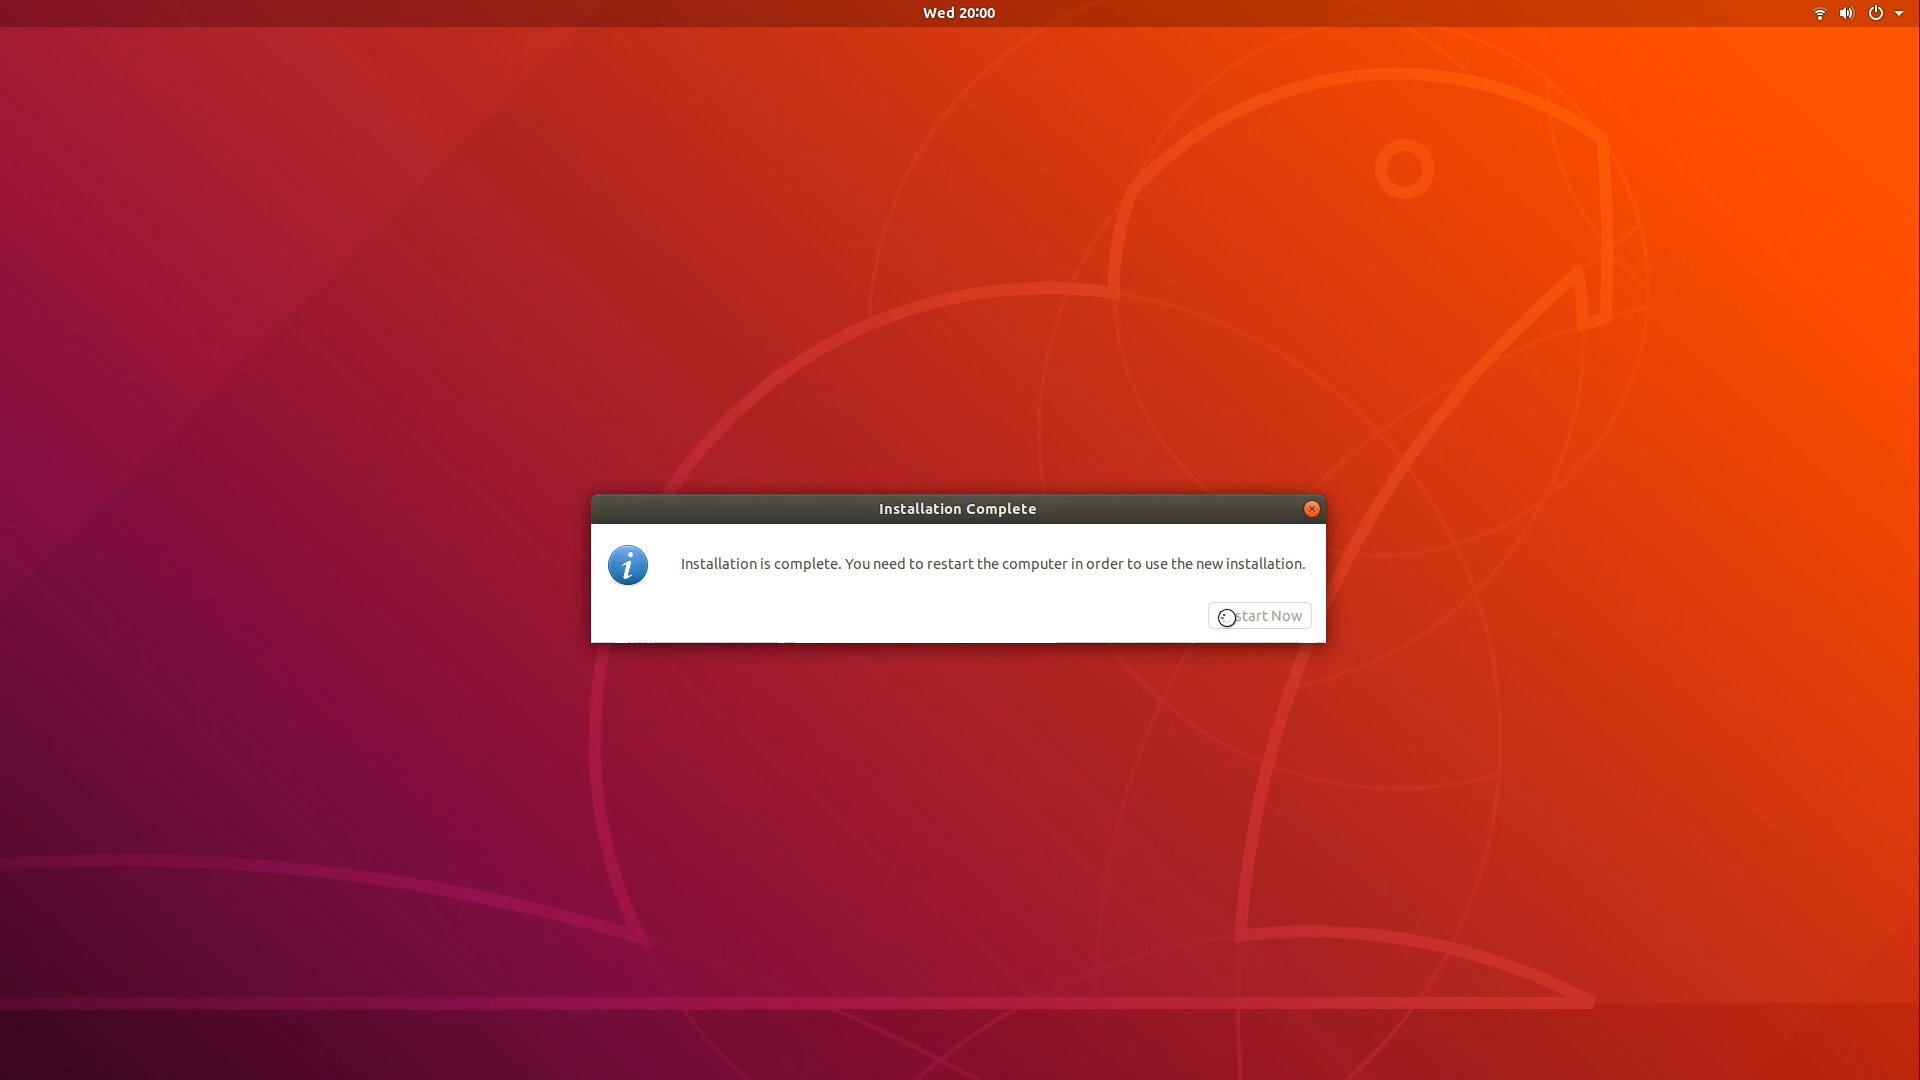 Wed 20:00
Installation Complete
Installation is complete. You need to restart the computer in order to use the new installation.
start Now